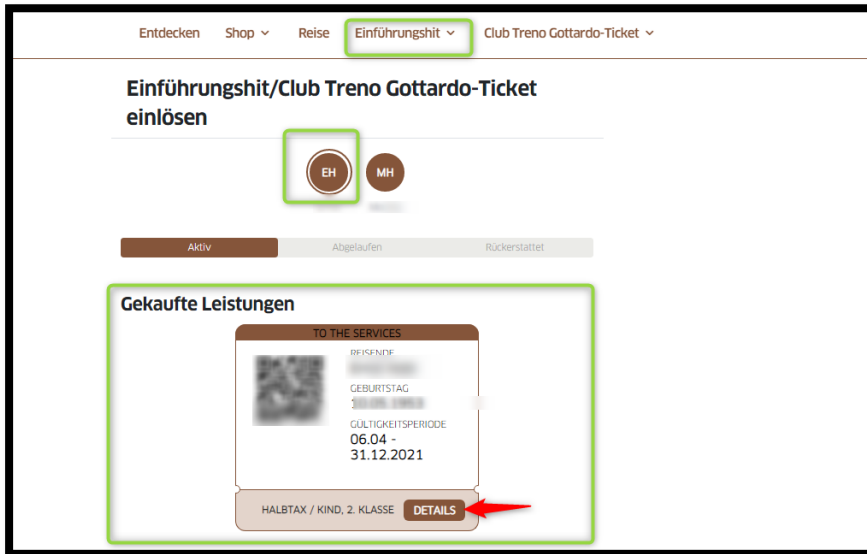 Entdecken Shop Reise Einführungshit Club Treno Gottardo-Ticket
Einführungshit/Club Treno Gottardo-Ticket
einlösen
EH MH
Aktiv Abgelaufen Rückerstattet
Gekaufte Leistungen
TO THE SERVICES
REISENDE
GEBURTSTAG
GÜLTIGKEITSPERIODE
06.04 -
31.12.2021
HALBTAX / KIND, 2. KLASSE DETAILS